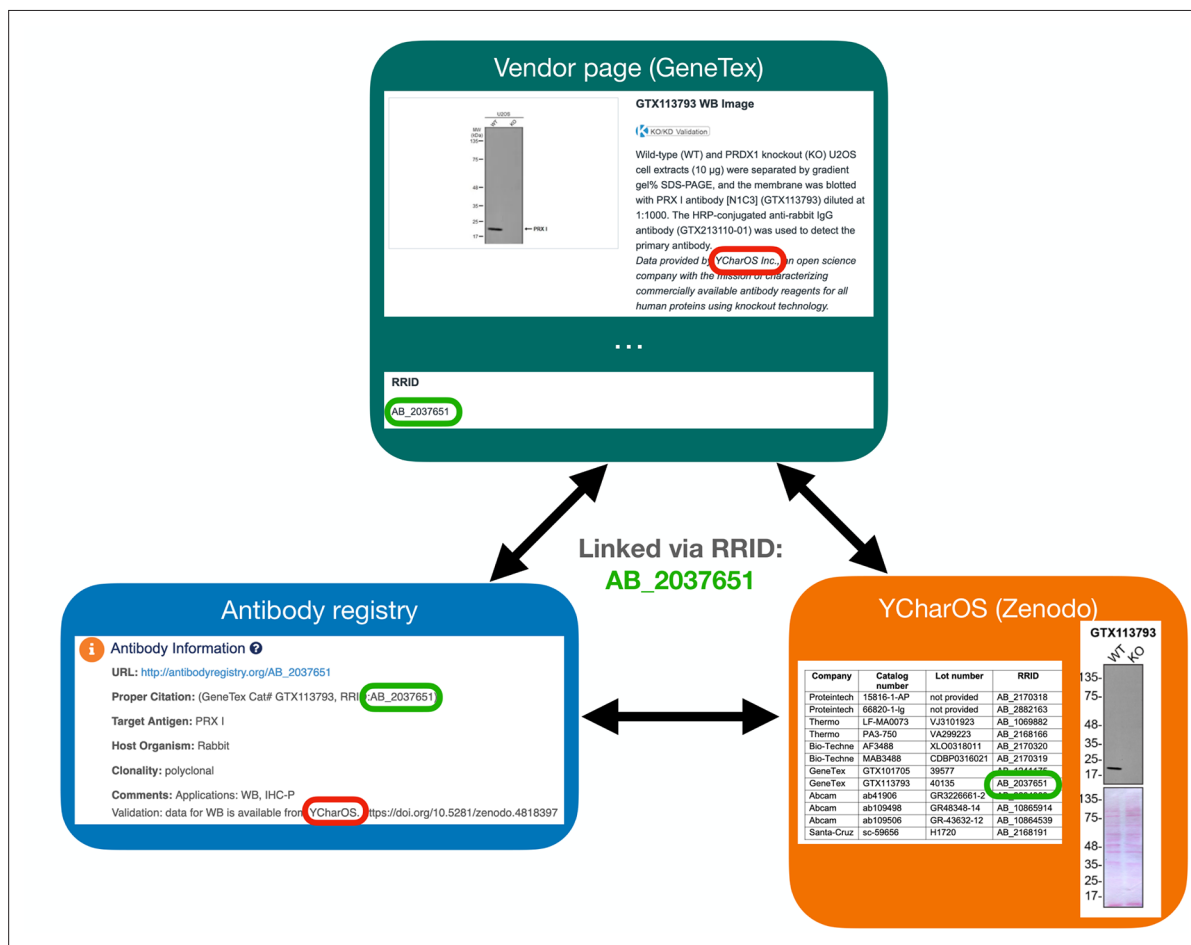 Vendor page (GeneTex)
U2OS
WT KO
MW
(kDa)
135
75
48
35
25
17
PRX I
GTX113793 WB Image
KO/KD Validation
Wild-type (WT) and PRDX1 knockout (KO) U2OS
cell extracts (10 μg) were separated by gradient
gel% SDS-PAGE, and the membrane was blotted
with PRX I antibody [N1C3] (GTX113793) diluted at
1:1000. The HRP-conjugated anti-rabbit IgG
antibody (GTX213110-01) was used to detect the
primary antibody.
Data provided by YCharOS Inc., an open science
company with the mission of characterizing
commercially available antibody reagents for all
human proteins using knockout technology.
...
RRID
AB_2037651
Linked via RRID:
AB_2037651
Antibody registry
i Antibody Information ?
URL: http://antibodyregistry.org/AB_2037651
Proper Citation: (GeneTex Cat# GTX113793, RRID:AB_2037651)
Target Antigen: PRX I
Host Organism: Rabbit
Clonality: polyclonal
Comments: Applications: WB, IHC-P
Validation: data for WB is available from YCharOS. https://doi.org/10.5281/zenodo.4818397
YCharOS (Zenodo)
Company Catalog number Lot number RRID
Proteintech 15816-1-AP not provided AB_2170318
Proteintech 66820-1-Ig not provided AB_2882163
Thermo LF-MA0073 VJ3101923 AB_1069882
Thermo PA3-750 VA299223 AB_2168166
Bio-Techne AF3488 XLO0318011 AB_2170320
Bio-Techne MAB3488 CDBP0316021 AB_2170319
GeneTex GTX101705 39577
GeneTex GTX113793 40135 AB_2037651
Abcam ab41906 GR3226661-2
Abcam ab109498 GR48348-14 AB_10865914
Abcam ab109506 GR-43632-12 AB_10864539
Santa-Cruz sc-59656 H1720 AB_2168191
GTX113793
WT KO
135-
75-
48-
35-
25-
17-
135-
75-
48-
35-
25-
17-